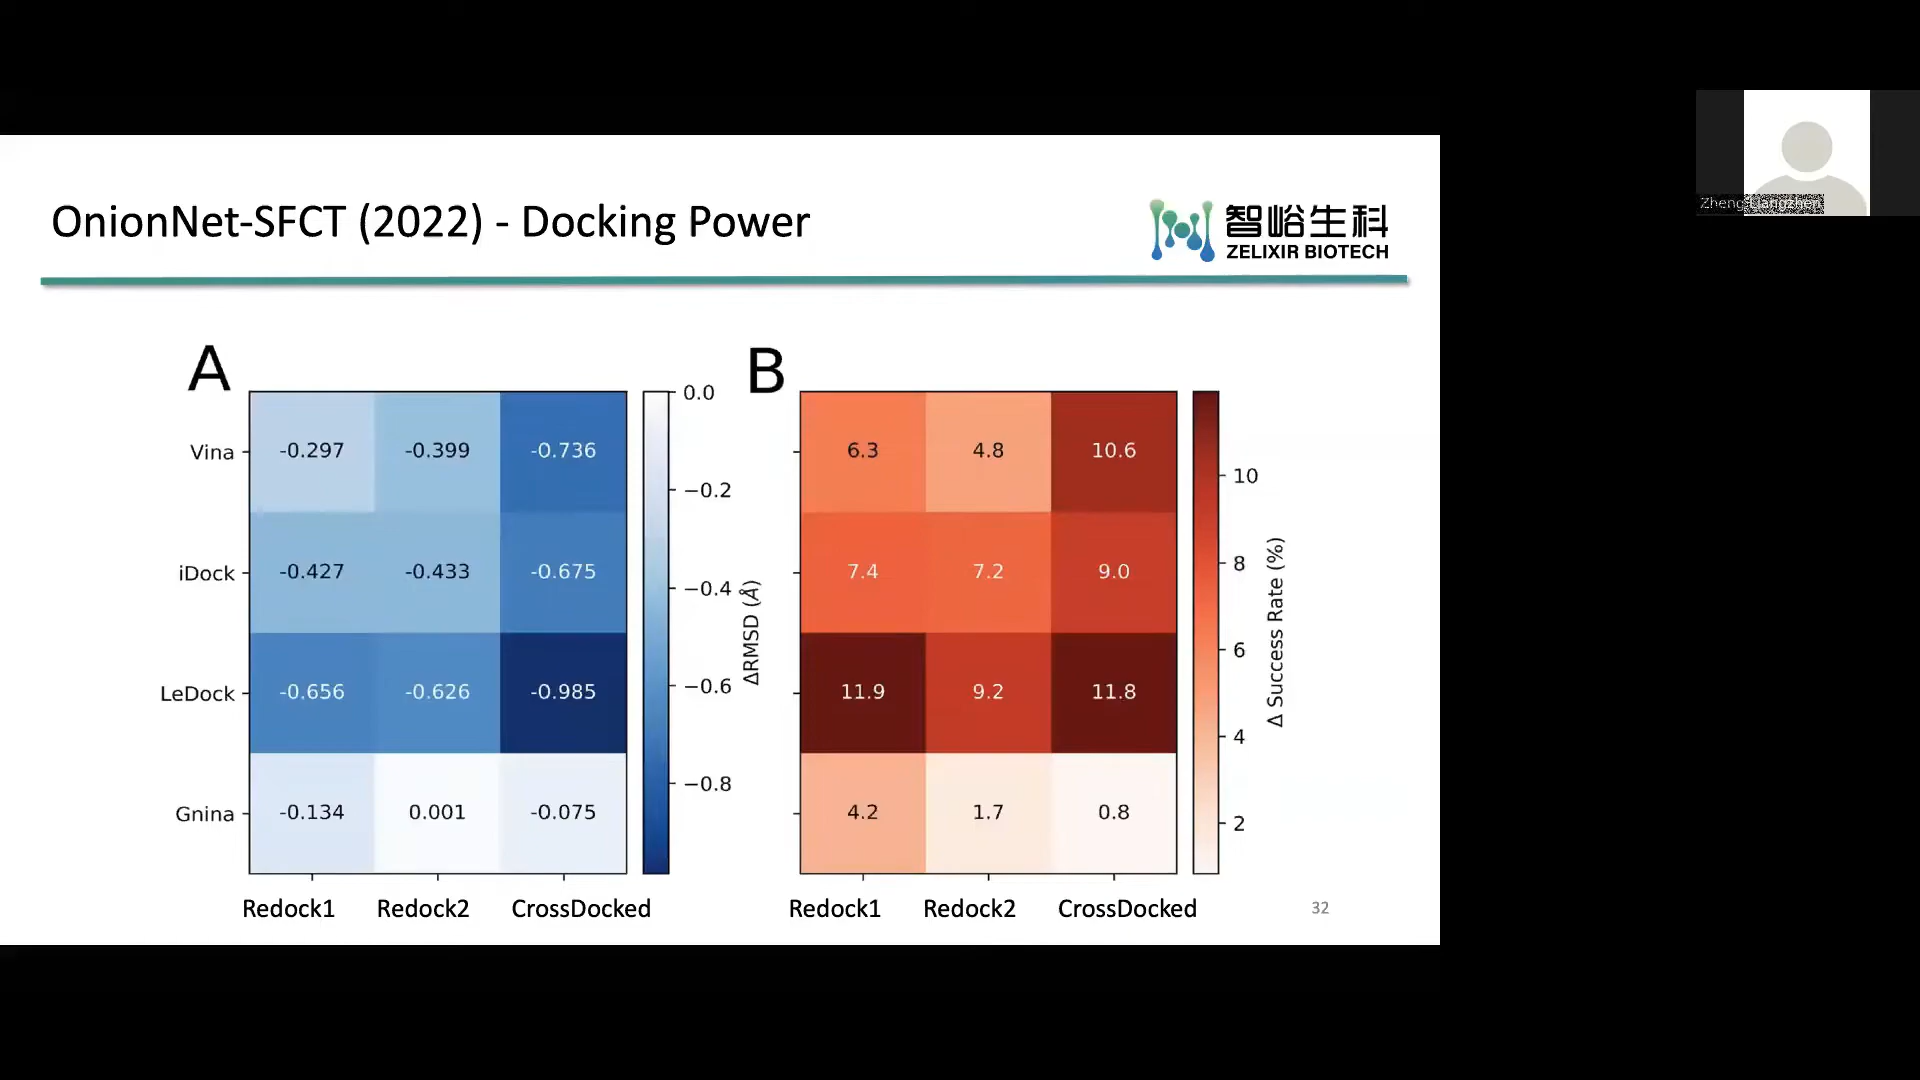 OnionNet-SFCT (2022) - Docking Power
智峪生科
ZELIXIR BIOTECH
Zheng Liangzhen
A
B
Vina
-0.297 -0.399 -0.736
iDock
-0.427 -0.433 -0.675
LeDock
-0.656 -0.626 -0.985
Gnina
-0.134 0.001 -0.075
Redock1 Redock2 CrossDocked
0.0
−0.2
−0.4
−0.6
−0.8
ΔRMSD (Å)
6.3 4.8 10.6
7.4 7.2 9.0
11.9 9.2 11.8
4.2 1.7 0.8
Redock1 Redock2 CrossDocked
10
8
6
4
2
Δ Success Rate (%)
32